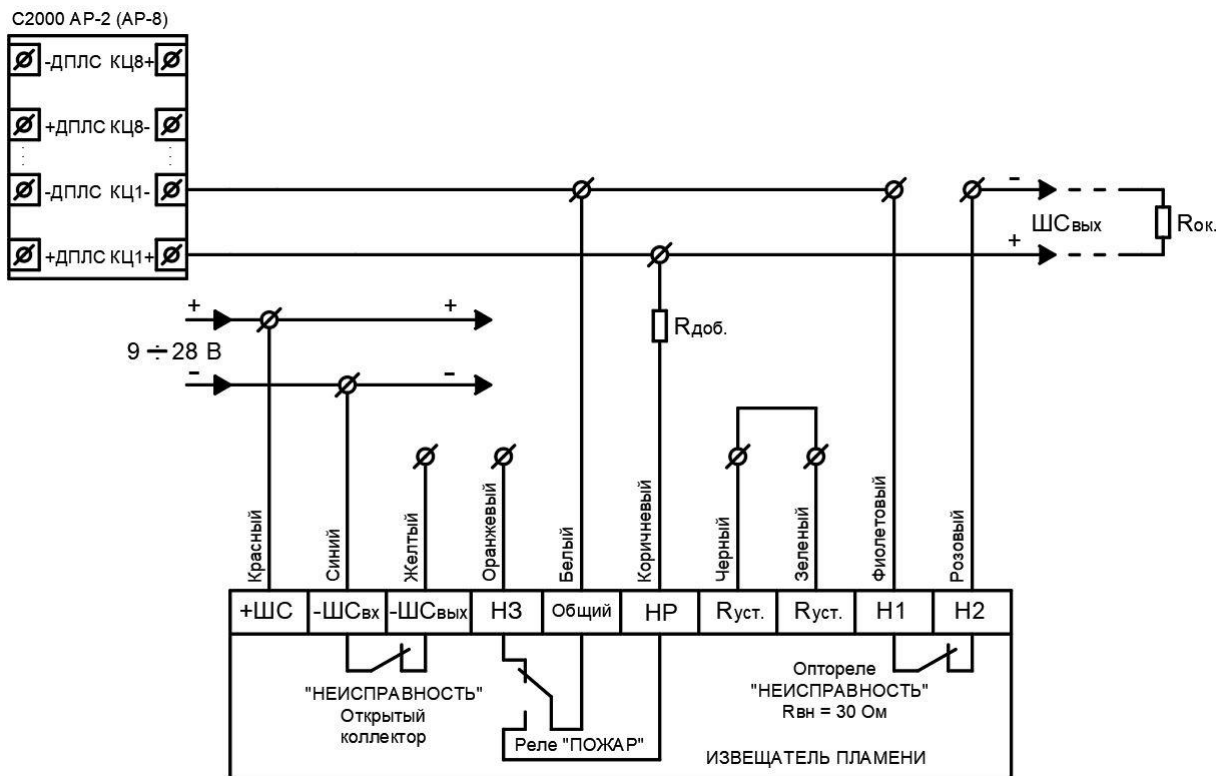 С2000 АР-2 (АР-8)
-ДПЛС КЦ8+
+ДПЛС КЦ8-
-ДПЛС КЦ1-
+ДПЛС КЦ1+
-
ШСвых
+
Rок.
+ +
9 ÷ 28 В
- -
Rдоб.
Красный
Синий
Желтый
Оранжевый
Белый
Коричневый
Черный
Зеленый
Фиолетовый
Розовый
+ШС -ШСвх -ШСвых НЗ Общий НР Rуст. Rуст. Н1 Н2
"НЕИСПРАВНОСТЬ"
Открытый
коллектор
Реле "ПОЖАР"
Оптореле
"НЕИСПРАВНОСТЬ"
Rвн = 30 Ом
ИЗВЕЩАТЕЛЬ ПЛАМЕНИ